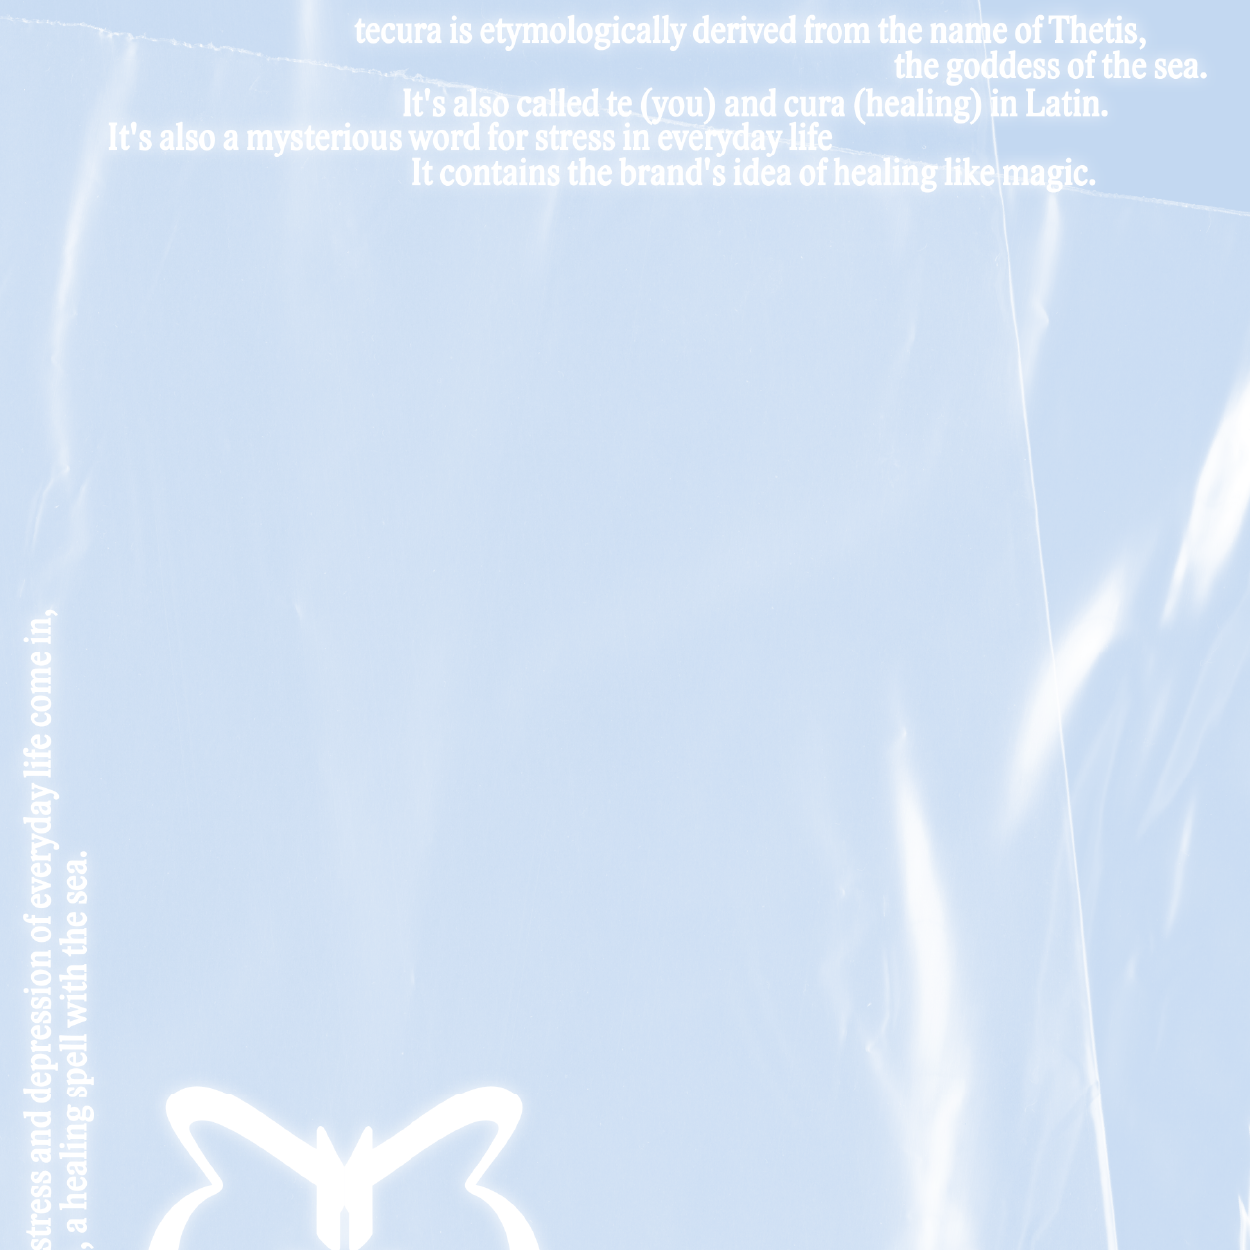 tecura is etymologically derived from the name of Thetis,
the goddess of the sea.
It's also called te (you) and cura (healing) in Latin.
It's also a mysterious word for stress in everyday life
It contains the brand's idea of healing like magic.
stress and depression of everyday life come in,
, a healing spell with the sea.